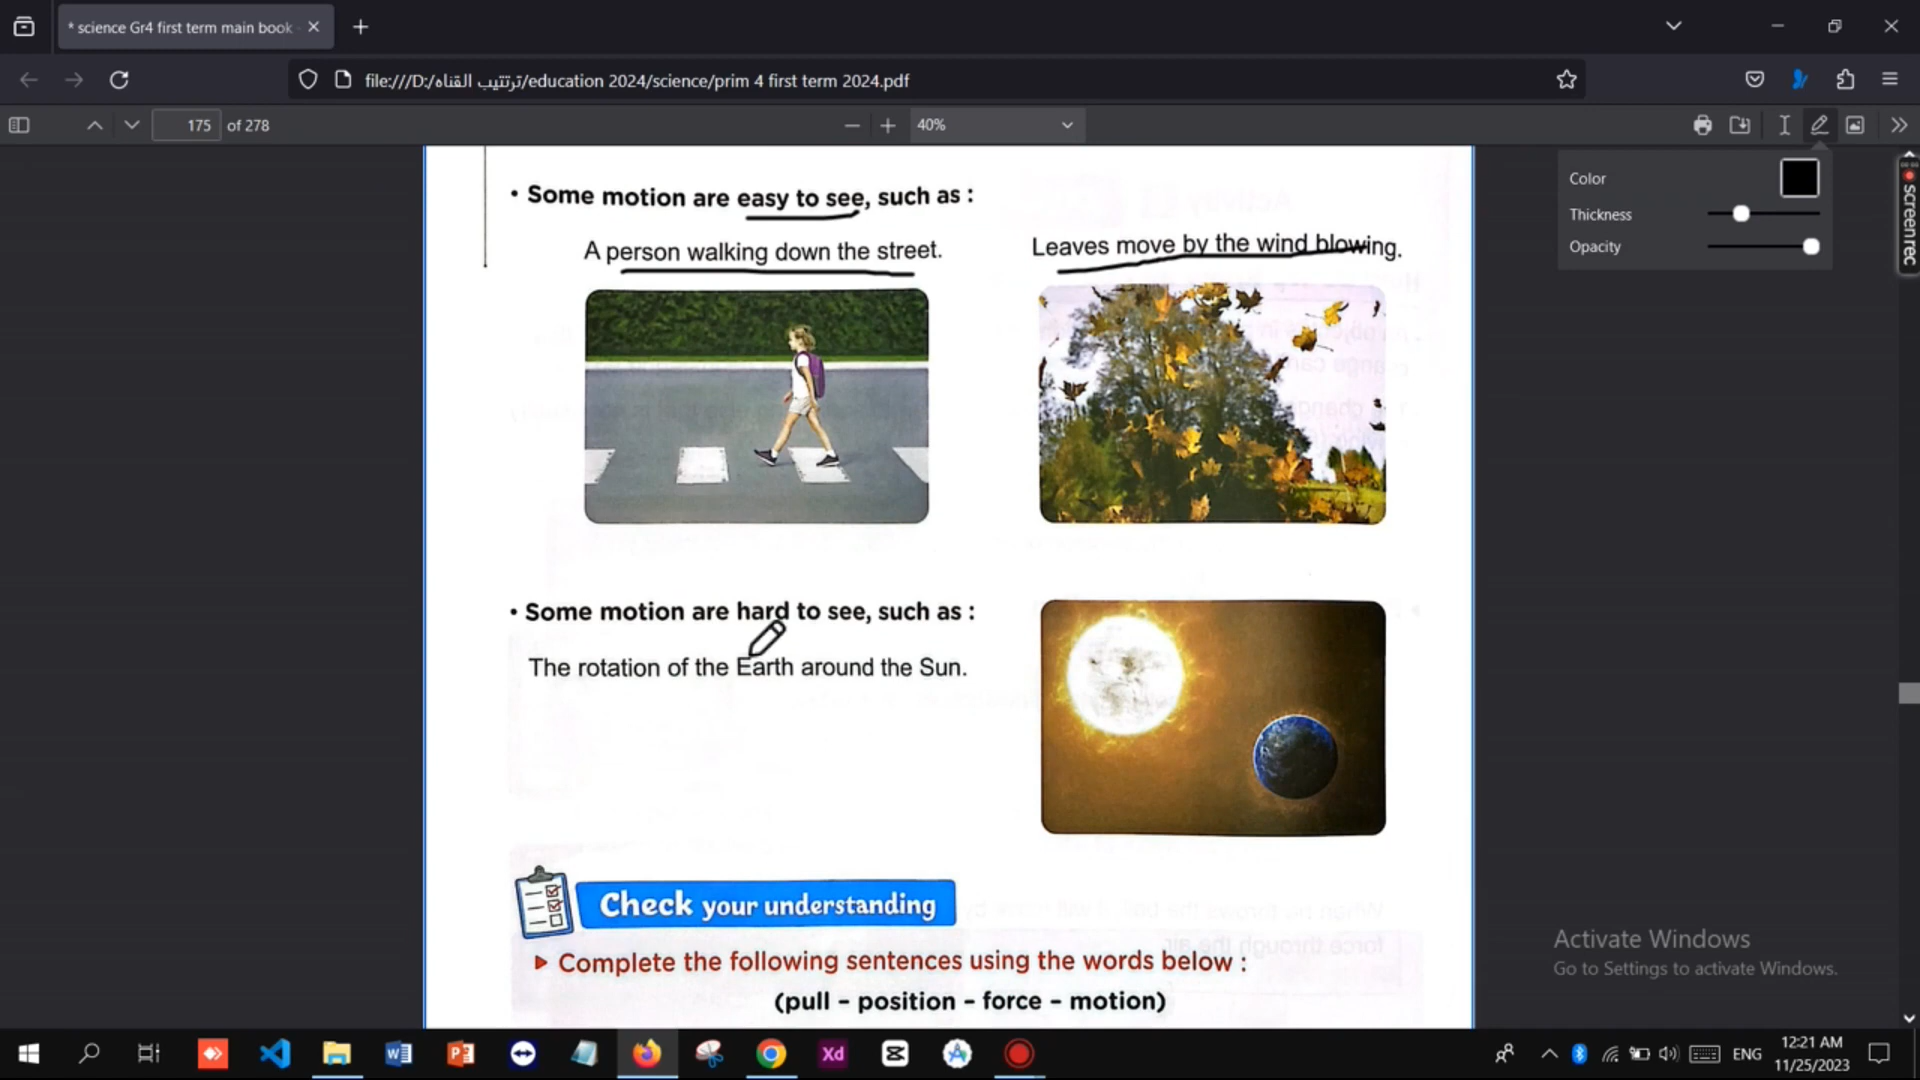 * science Gr4 first term main book
file:///D:/ترتتيب القناه/education 2024/science/prim 4 first term 2024.pdf
175 of 278
40%
Color
Thickness
Opacity
screenrec
• Some motion are easy to see, such as :
A person walking down the street.
Leaves move by the wind blowing.
• Some motion are hard to see, such as :
The rotation of the Earth around the Sun.
Check your understanding
Complete the following sentences using the words below :
(pull - position - force - motion)
Activate Windows
Go to Settings to activate Windows.
Xd
ENG
12:21 AM
11/25/2023